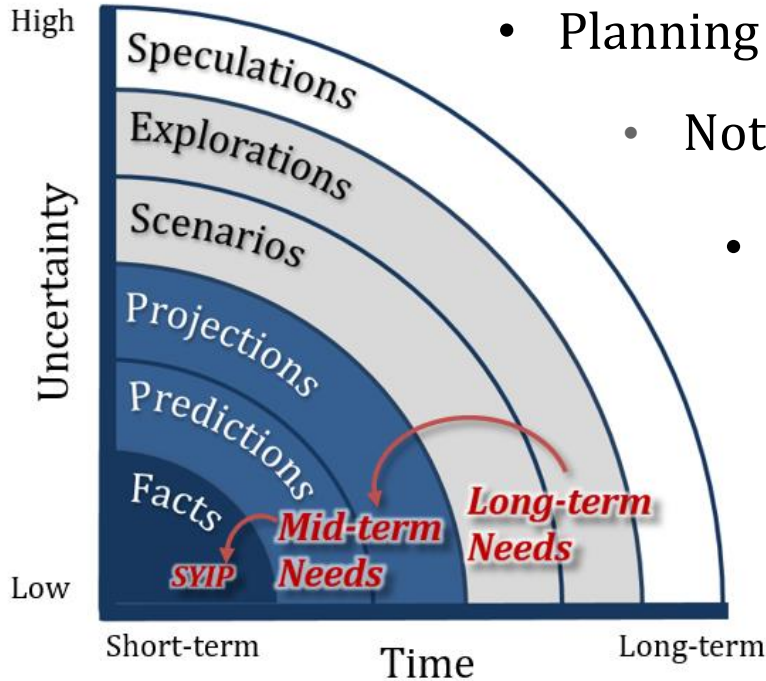 High
• Planning
• Not
•
Speculations
Explorations
Scenarios
Projections
Predictions
Facts
Uncertainty
Long-term
Needs
Mid-term
Needs
SYIP
Low
Short-term
Time
Long-term